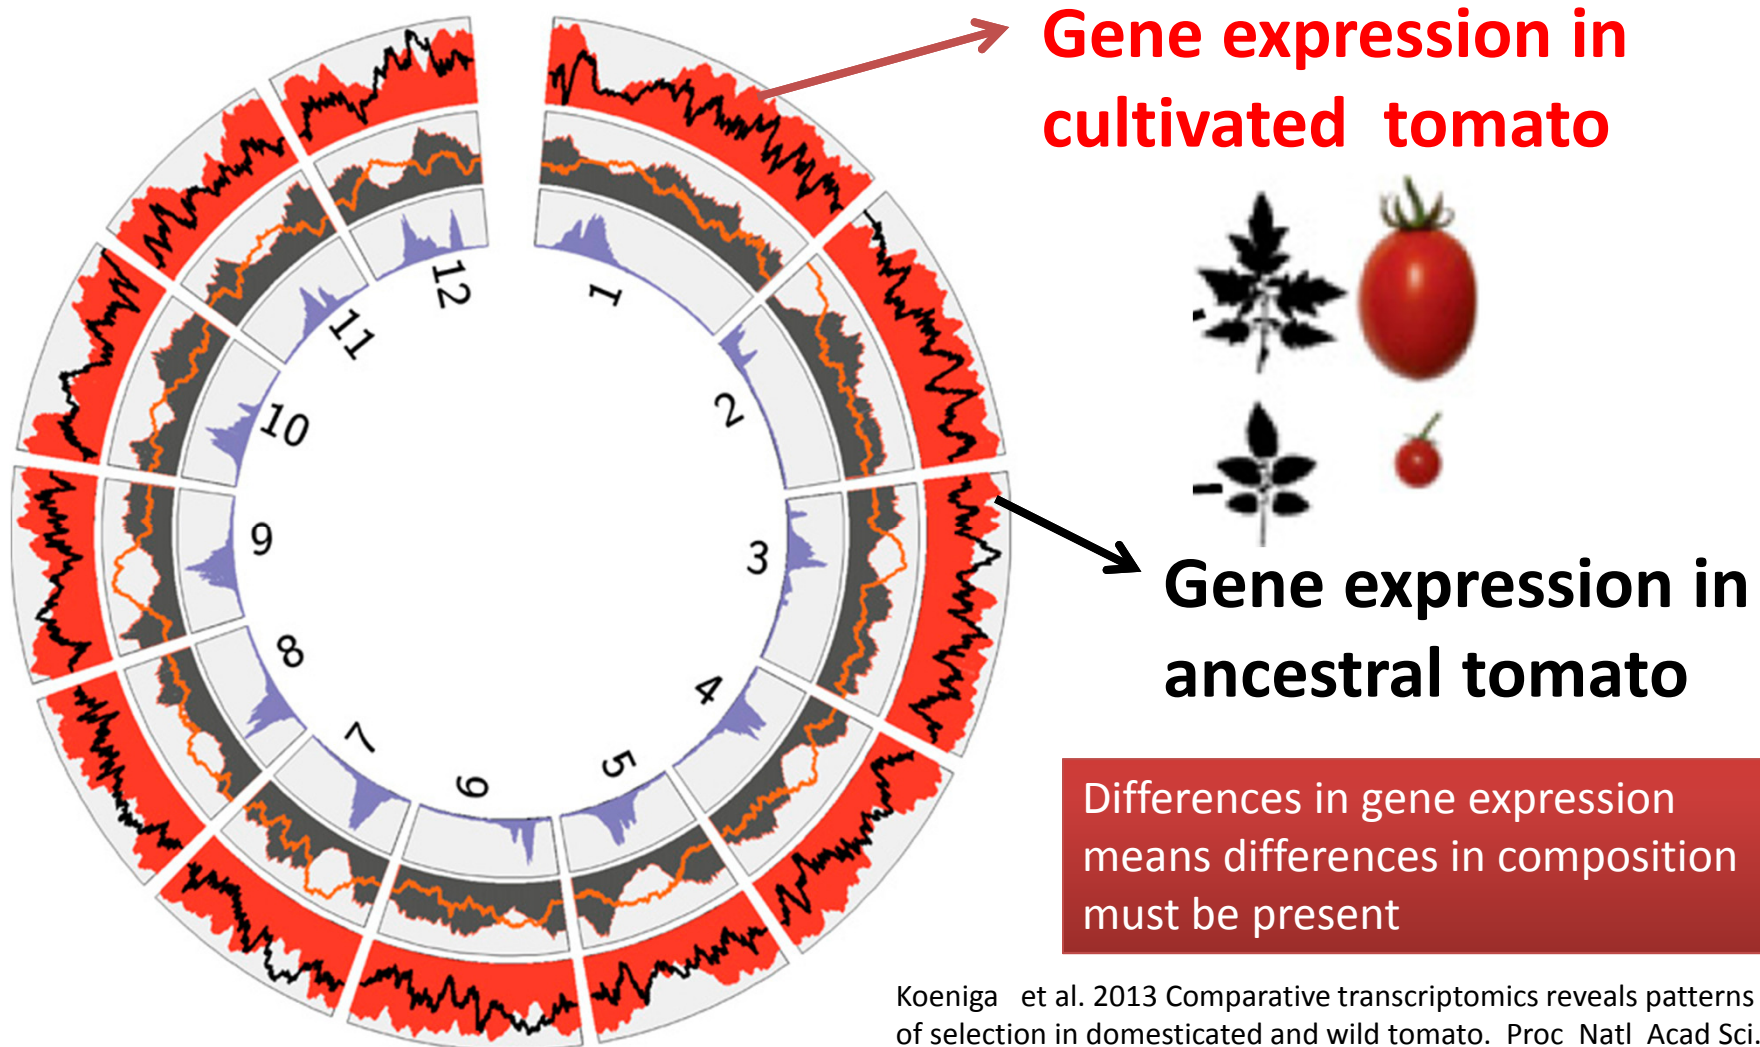 Gene expression in
cultivated tomato
1
2
3
4
5
6
7
8
9
10
11
12
Gene expression in
ancestral tomato
Differences in gene expression
means differences in composition
must be present
Koeniga et al. 2013 Comparative transcriptomics reveals patterns
of selection in domesticated and wild tomato. Proc Natl Acad Sci.